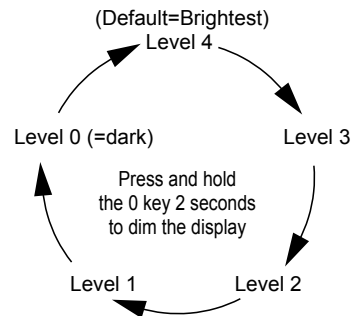 (Default=Brightest)
Level 4
Level 0 (=dark)
Level 3
Press and hold
the 0 key 2 seconds
to dim the display
Level 1
Level 2